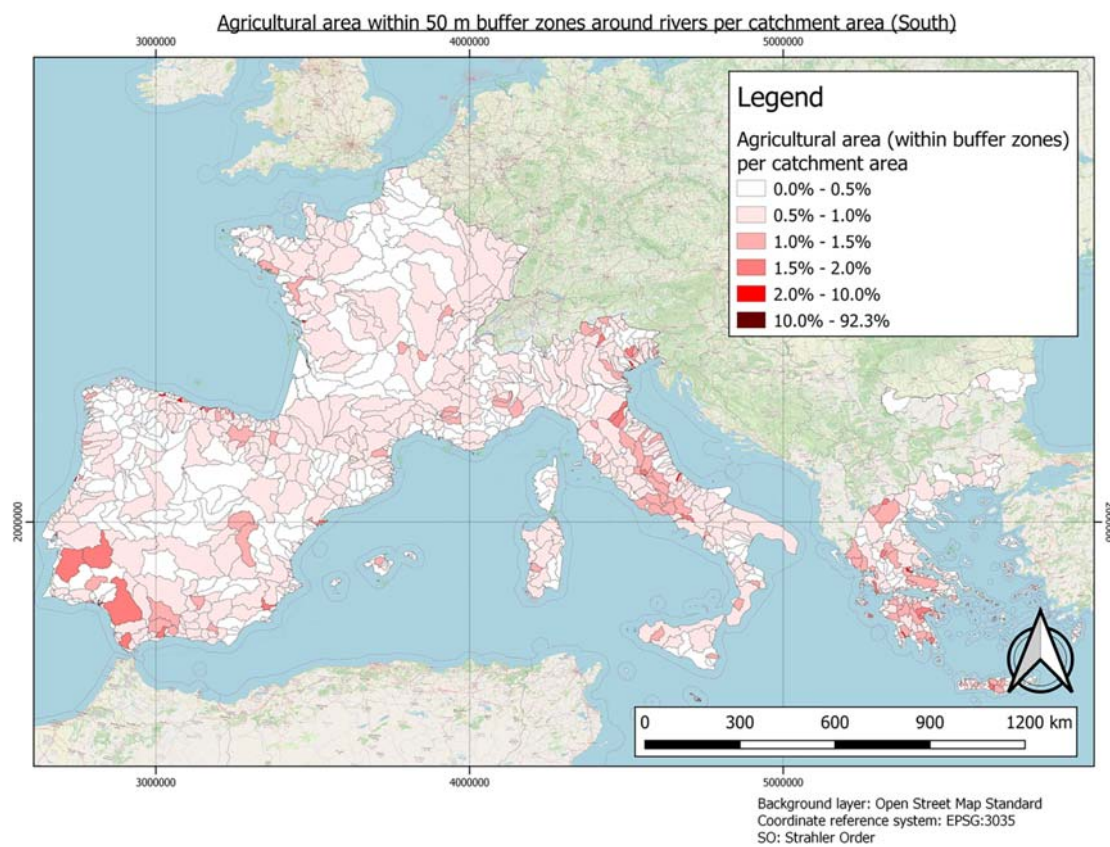 Agricultural area within 50 m buffer zones around rivers per catchment area (South)
3000000
4000000
5000000
Legend
Agricultural area (within buffer zones)
per catchment area
0.0% - 0.5%
0.5% - 1.0%
1.0% - 1.5%
1.5% - 2.0%
2.0% - 10.0%
10.0% - 92.3%
2000000
2000000
0
300
600
900
1200 km
3000000
4000000
5000000
Background layer: Open Street Map Standard
Coordinate reference system: EPSG:3035
SO: Strahler Order